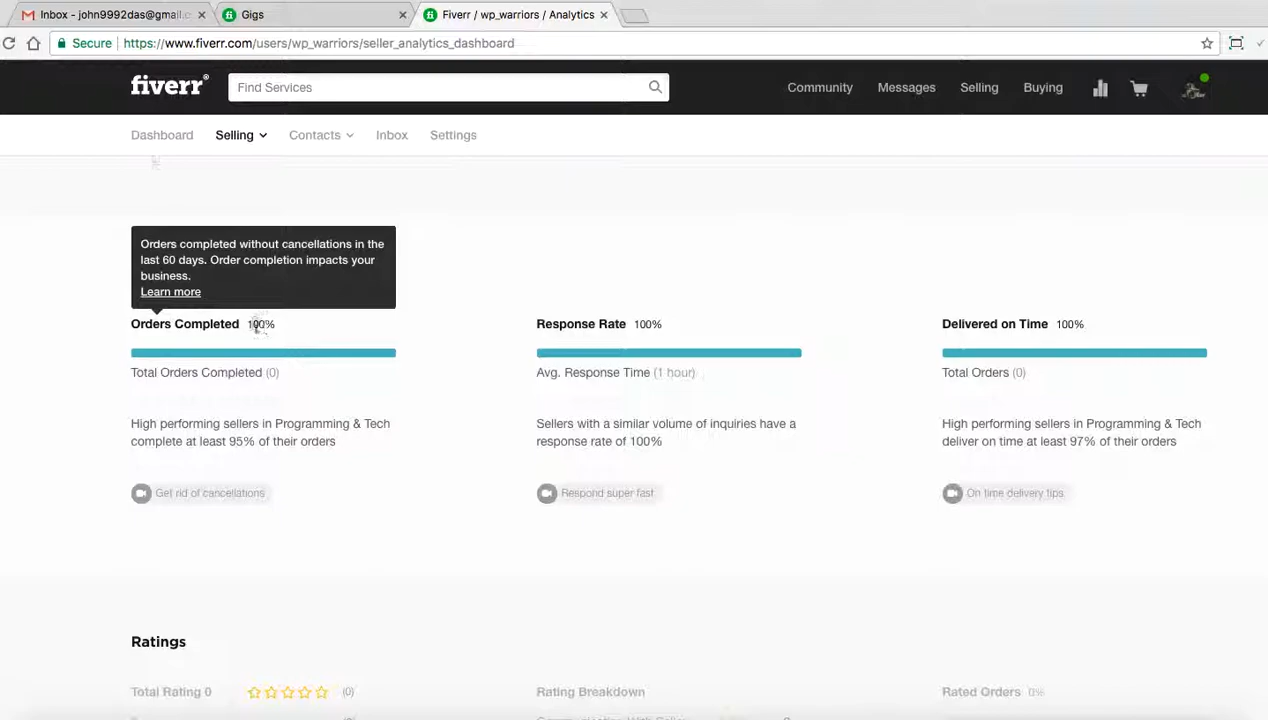 Inbox - john9992das@gmail.c
Gigs
Fiverr / wp_warriors / Analytics
Secure
https://www.fiverr.com/users/wp_warriors/seller_analytics_dashboard
fiverr®
Find Services
Community
Messages
Selling
Buying
Dashboard
Selling
Contacts
Inbox
Settings
Orders completed without cancellations in the
last 60 days. Order completion impacts your
business.
Learn more
Orders Completed 100%
Total Orders Completed (0)
High performing sellers in Programming & Tech
complete at least 95% of their orders
Get rid of cancellations
Response Rate 100%
Avg. Response Time (1 hour)
Sellers with a similar volume of inquiries have a
response rate of 100%
Respond super fast
Delivered on Time 100%
Total Orders (0)
High performing sellers in Programming & Tech
deliver on time at least 97% of their orders
On time delivery tips
Ratings
Total Rating 0 (0)
Rating Breakdown
Rated Orders 0%